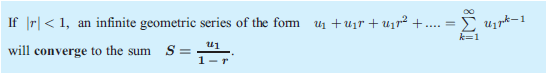 If |r| < 1, an infinite geometric series of the form u₁ + u₁r + u₁r² + .... = ∑_{k=1}^{∞} u₁r^{k−1}
will converge to the sum S = u₁/(1 − r).